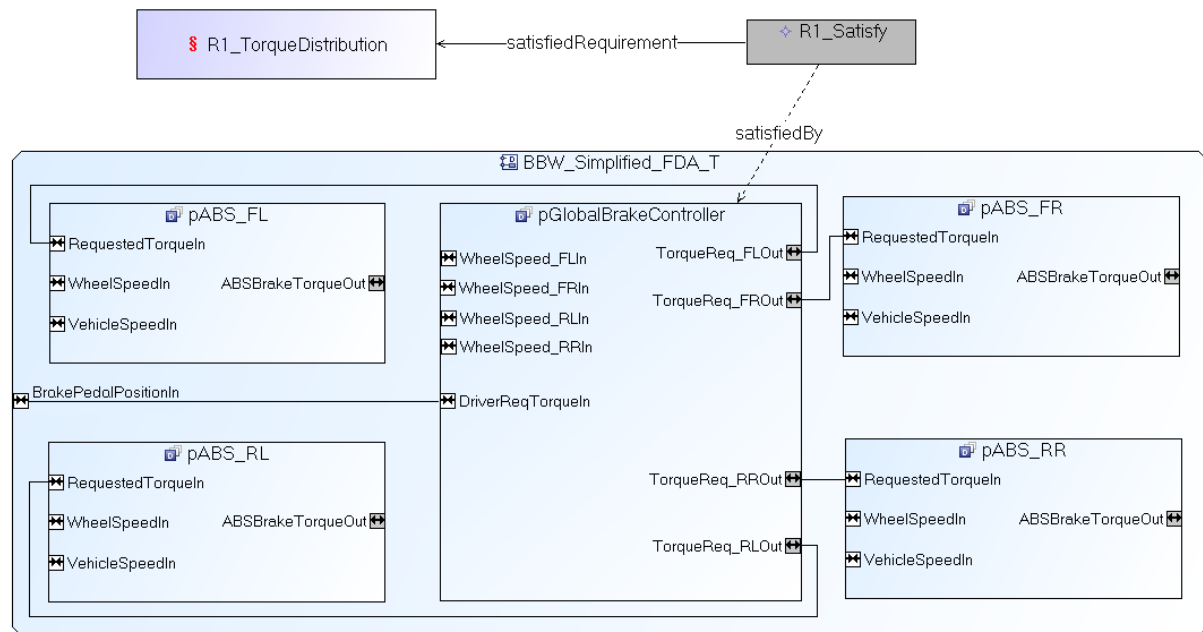 § R1_TorqueDistribution
satisfiedRequirement
R1_Satisfy
satisfiedBy
BBW_Simplified_FDA_T
pABS_FL
RequestedTorqueIn
WheelSpeedIn
ABSBrakeTorqueOut
VehicleSpeedIn
pGlobalBrakeController
WheelSpeed_FLIn
WheelSpeed_FRIn
WheelSpeed_RLIn
WheelSpeed_RRIn
DriverReqTorqueIn
TorqueReq_FLOut
TorqueReq_FROut
TorqueReq_RROut
TorqueReq_RLOut
pABS_FR
RequestedTorqueIn
WheelSpeedIn
ABSBrakeTorqueOut
VehicleSpeedIn
BrakePedalPositionIn
pABS_RL
RequestedTorqueIn
WheelSpeedIn
ABSBrakeTorqueOut
VehicleSpeedIn
pABS_RR
RequestedTorqueIn
WheelSpeedIn
ABSBrakeTorqueOut
VehicleSpeedIn